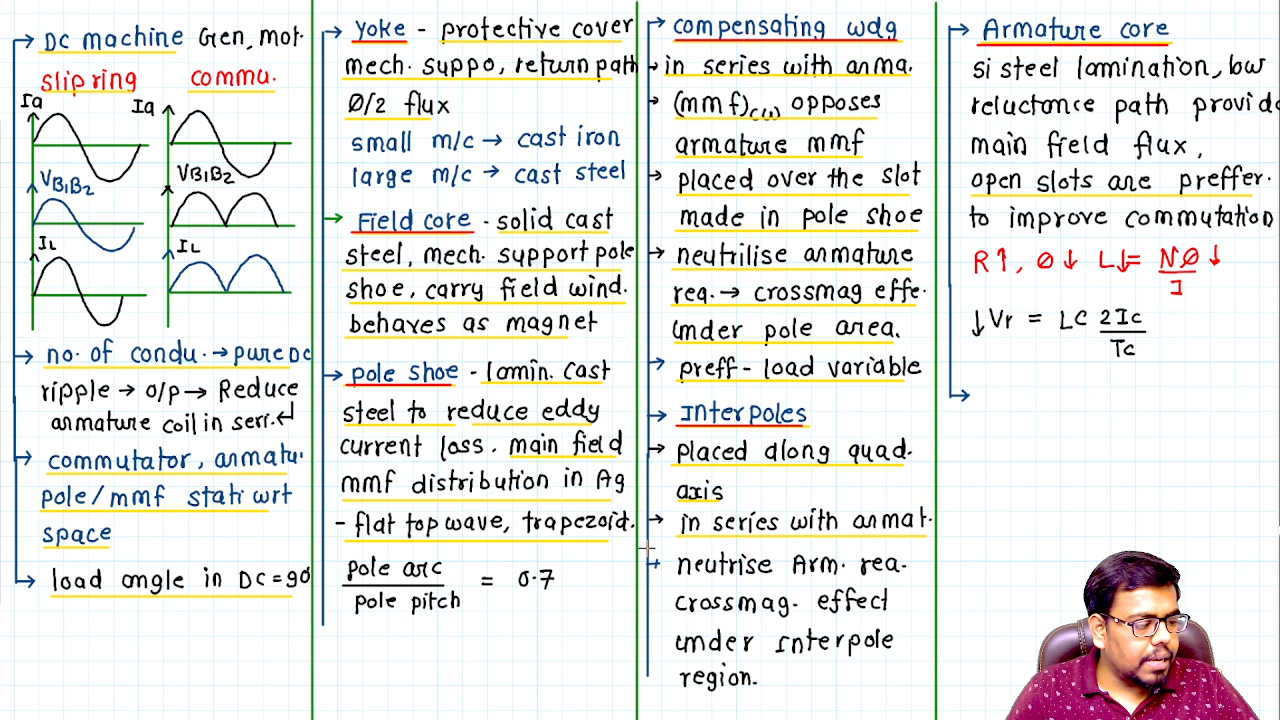 DC machine Gen, mot.
slip ring commu.
Ia Ia
VB1B2 VB1B2
IL IL
no. of condu. → pure DC
ripple → o/p → Reduce
armature coil in seri. ↵
commutator, armatu.
pole/mmf stati wrt
space
load angle in DC = 90
Yoke - protective cover
mech. suppo, return path
Ø/2 flux
small m/c → cast iron
large m/c → cast steel
Field core - solid cast
steel, mech. support pole
shoe, carry field wind.
behaves as magnet
pole shoe - lamin. cast
steel to reduce eddy
current loss. main field
mmf distribution in Ag
- flat top wave, trapezoid.
pole arc
pole pitch = 0.7
compensating wdg
in series with arma.
(mmf)cw opposes
armature mmf
placed over the slot
made in pole shoe
neutrilise armature
rea. → crossmag effe.
under pole area.
preff - load variable
Interpoles
placed along quad.
axis
in series with armat.
neutrise Arm. rea.
crossmag. effect
under Interpole
region.
Armature core
si steel lamination, low
reluctance path provide
main field flux,
open slots are preffer.
to improve commutation
R↑, Ø↓ L↓ = NØ↓
I
↓Vr = LC 2Ic
Tc